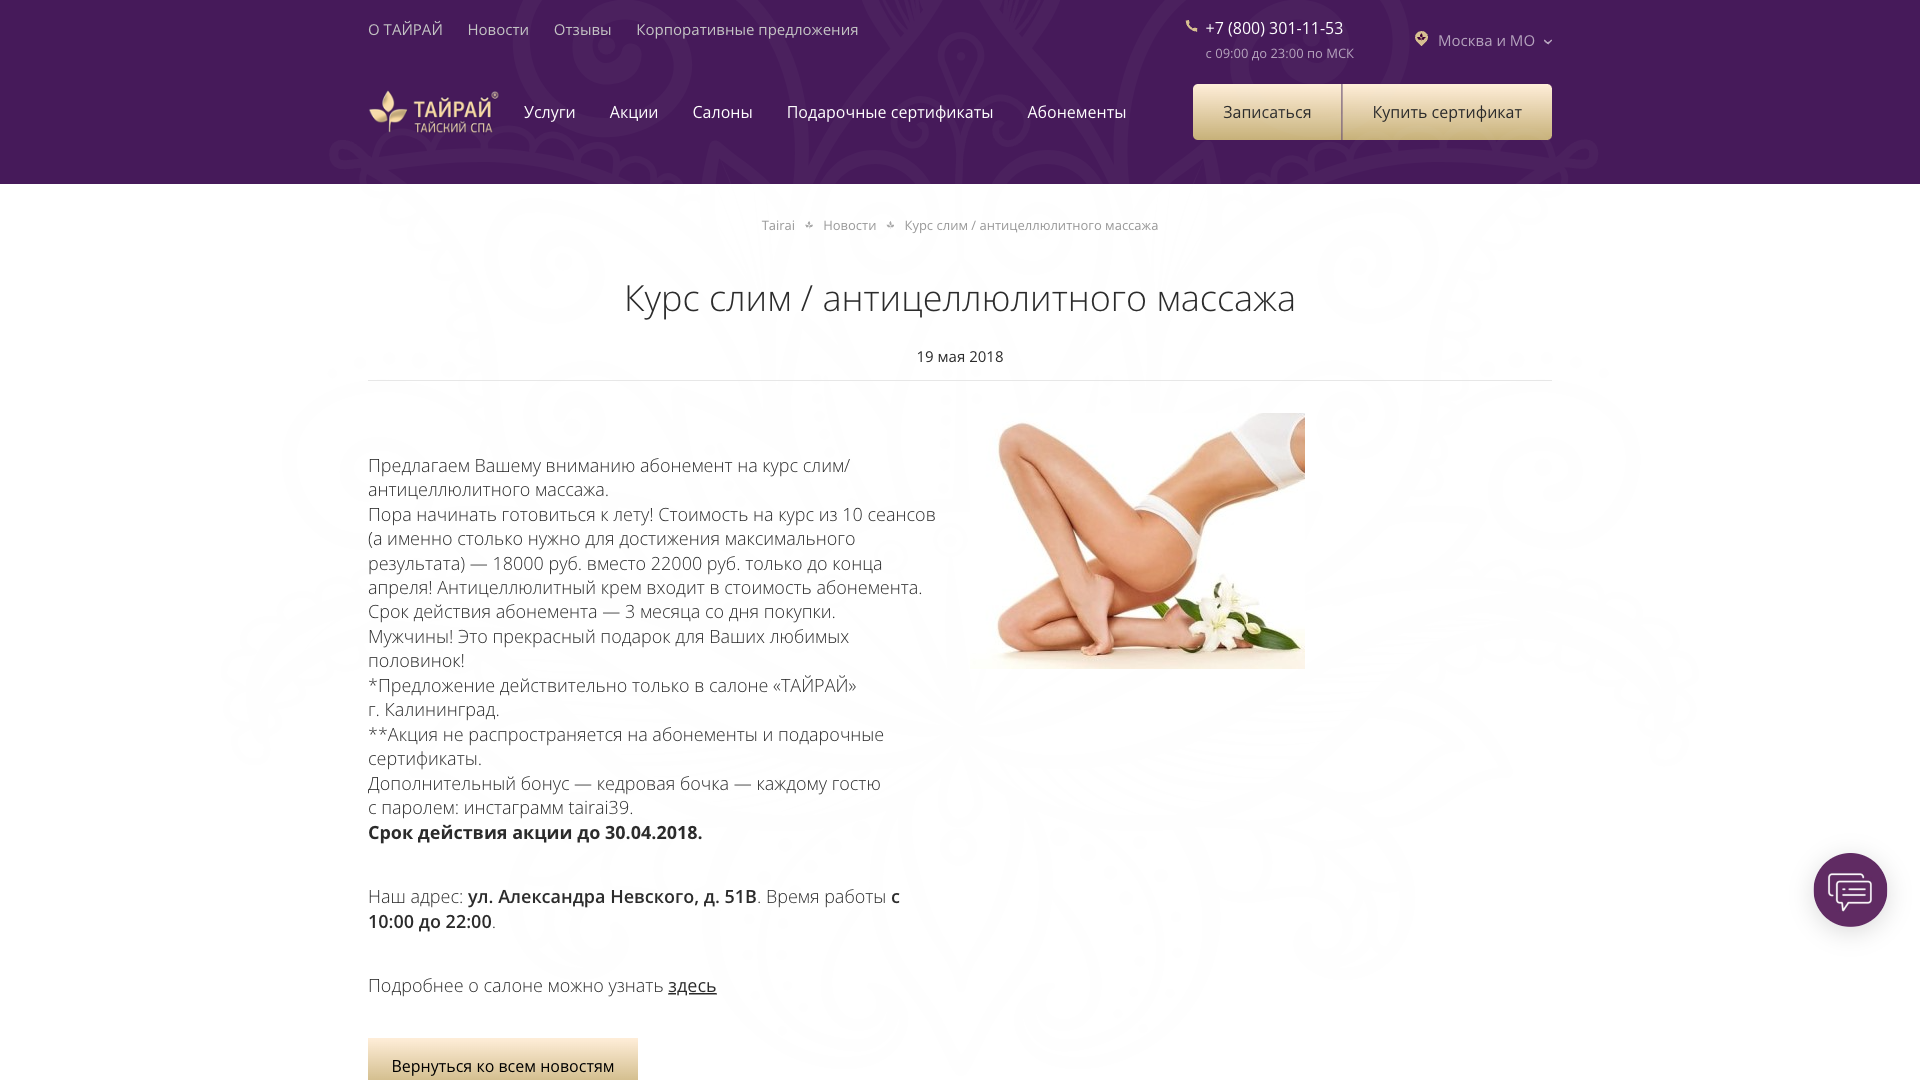 О ТАЙРАЙ Новости Отзывы Корпоративные предложения
+7 (800) 301-11-53
с 09:00 до 23:00 по МСК
Москва и МО
ТАЙРАЙ®
ТАЙСКИЙ СПА
Услуги Акции Салоны Подарочные сертификаты Абонементы
Записаться Купить сертификат
Tairai Новости Курс слим / антицеллюлитного массажа
Курс слим / антицеллюлитного массажа
19 мая 2018
Предлагаем Вашему вниманию абонемент на курс слим/
антицеллюлитного массажа.
Пора начинать готовиться к лету! Стоимость на курс из 10 сеансов
(а именно столько нужно для достижения максимального
результата) — 18000 руб. вместо 22000 руб. только до конца
апреля! Антицеллюлитный крем входит в стоимость абонемента.
Срок действия абонемента — 3 месяца со дня покупки.
Мужчины! Это прекрасный подарок для Ваших любимых
половинок!
*Предложение действительно только в салоне «ТАЙРАЙ»
г. Калининград.
**Акция не распространяется на абонементы и подарочные
сертификаты.
Дополнительный бонус — кедровая бочка — каждому гостю
с паролем: инстаграмм tairai39.
Срок действия акции до 30.04.2018.
Наш адрес: ул. Александра Невского, д. 51В. Время работы с
10:00 до 22:00.
Подробнее о салоне можно узнать здесь
Вернуться ко всем новостям